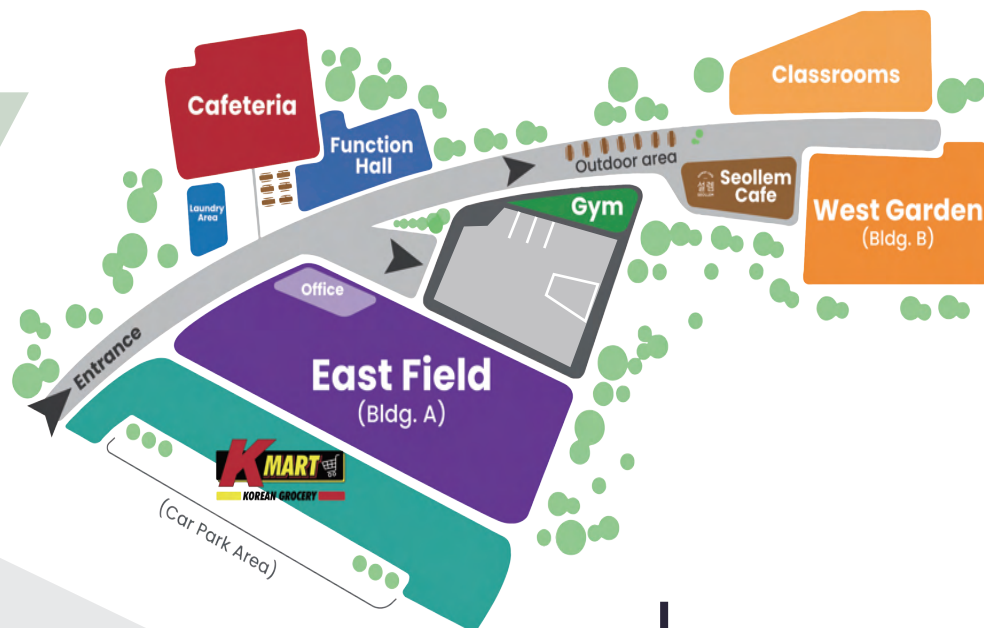 Cafeteria
Function
Hall
Laundry
Area
Classrooms
Outdoor area
Seollem
Cafe
West Garden
(Bldg. B)
Gym
Office
East Field
(Bldg. A)
Entrance
K MART
KOREAN GROCERY
(Car Park Area)